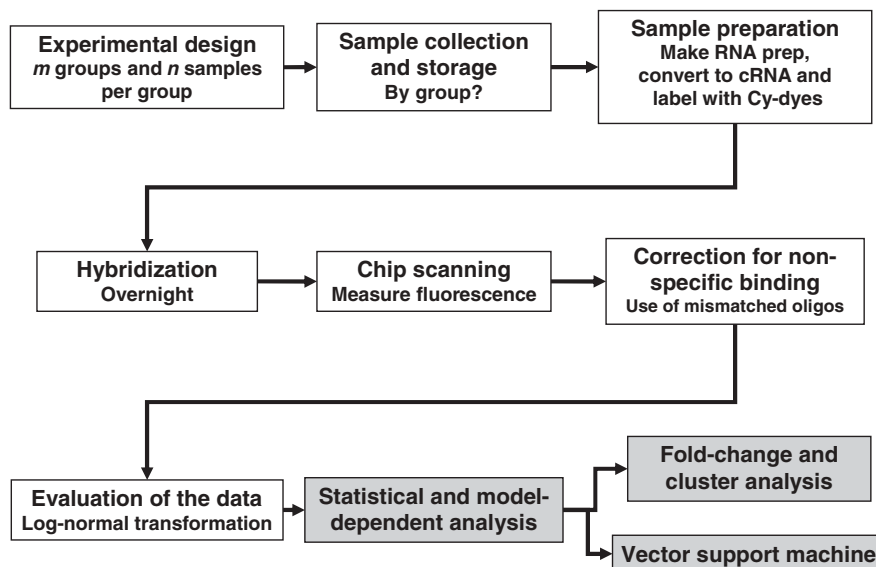 Experimental design
m groups and n samples
per group
Sample collection
and storage
By group?
Sample preparation
Make RNA prep,
convert to cRNA and
label with Cy-dyes
Hybridization
Overnight
Chip scanning
Measure fluorescence
Correction for non-
specific binding
Use of mismatched oligos
Evaluation of the data
Log-normal transformation
Statistical and model-
dependent analysis
Fold-change and
cluster analysis
Vector support machine